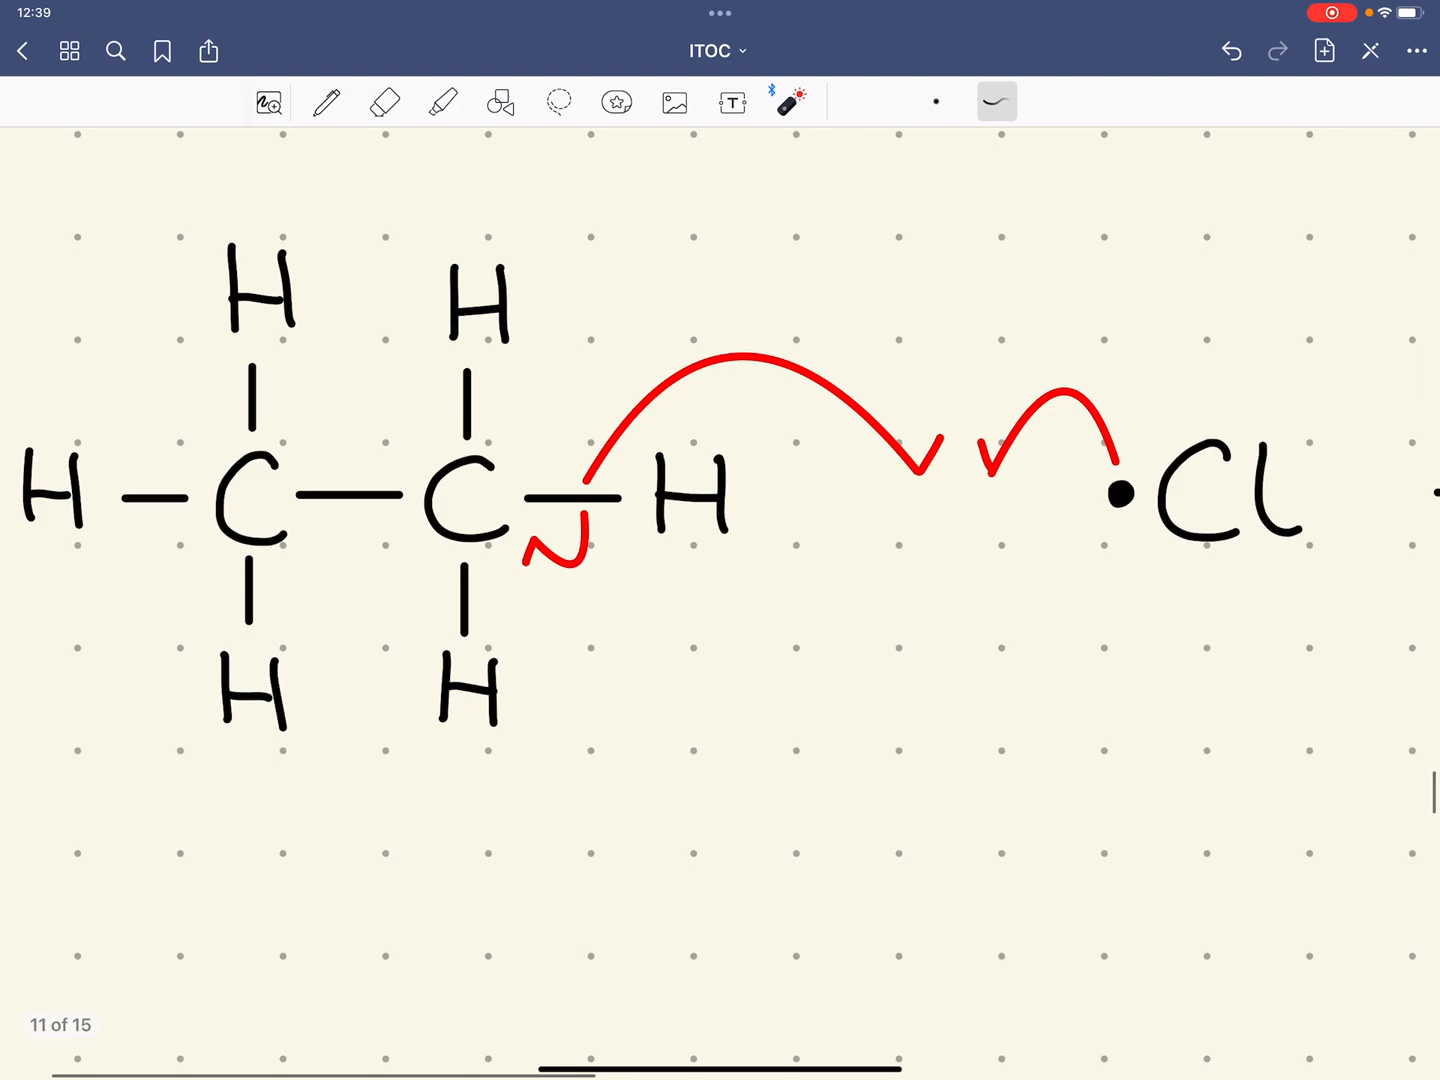 12:39
ITOC
T
H H
H — C — C — H •Cl
H H
11 of 15